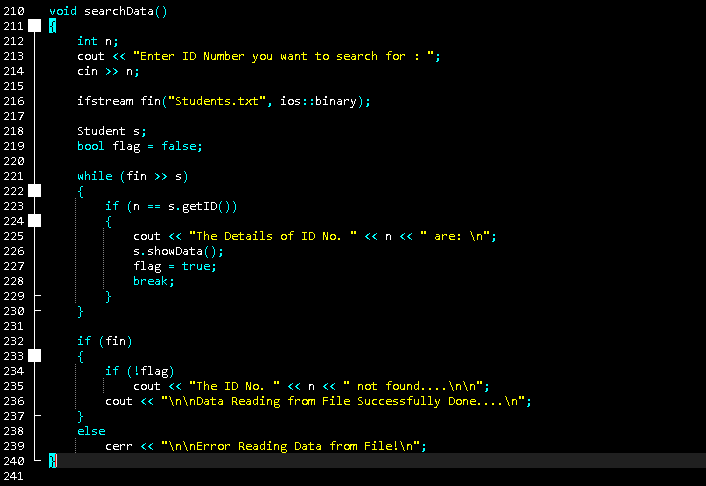 210 void searchData()
211 {
212     int n;
213     cout << "Enter ID Number you want to search for : ";
214     cin >> n;
215
216     ifstream fin("Students.txt", ios::binary);
217
218     Student s;
219     bool flag = false;
220
221     while (fin >> s)
222     {
223         if (n == s.getID())
224         {
225             cout << "The Details of ID No. " << n << " are: \n";
226             s.showData();
227             flag = true;
228             break;
229         }
230     }
231
232     if (fin)
233     {
234         if (!flag)
235             cout << "The ID No. " << n << " not found....\n\n";
236         cout << "\n\nData Reading from File Successfully Done....\n";
237     }
238     else
239         cerr << "\n\nError Reading Data from File!\n";
240 }
241